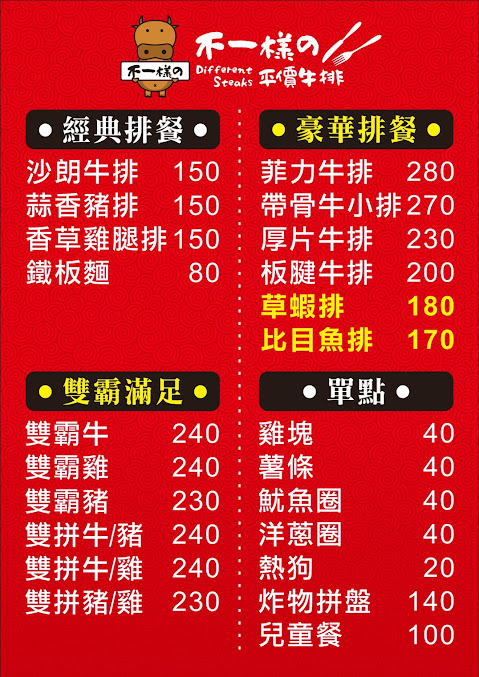 不一樣の
不一樣の
Different
Steaks 平價牛排
經典排餐
沙朗牛排 150
蒜香豬排 150
香草雞腿排 150
鐵板麵 80
豪華排餐
菲力牛排 280
帶骨牛小排 270
厚片牛排 230
板腱牛排 200
草蝦排 180
比目魚排 170
雙霸滿足
雙霸牛 240
雙霸雞 240
雙霸豬 230
雙拼牛/豬 240
雙拼牛/雞 240
雙拼豬/雞 230
單點
雞塊 40
薯條 40
魷魚圈 40
洋蔥圈 40
熱狗 20
炸物拼盤 140
兒童餐 100